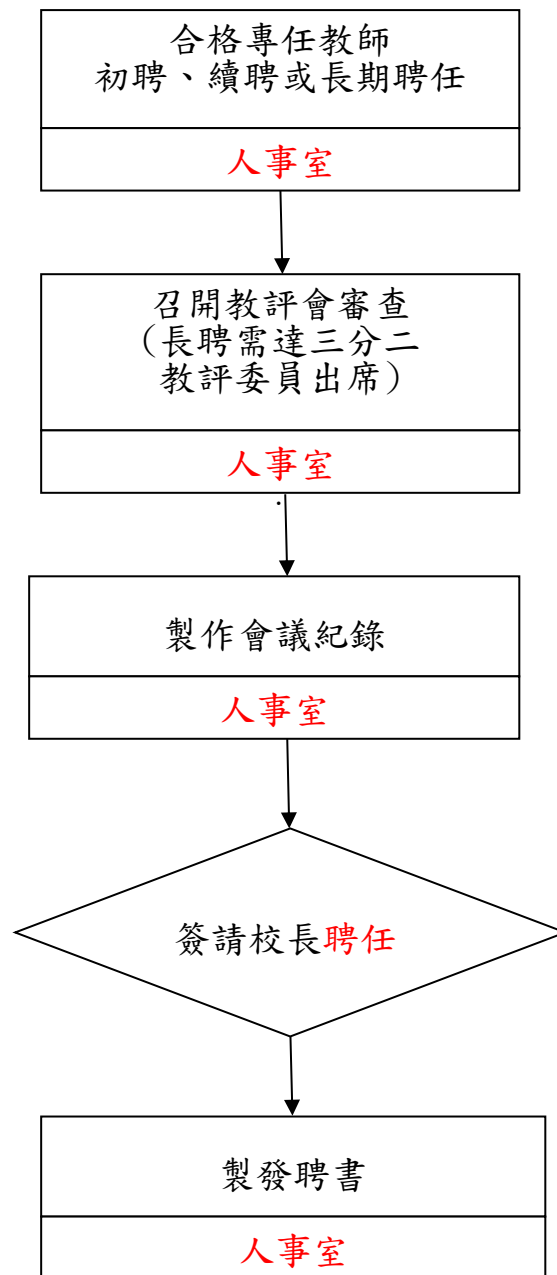 合格專任教師
初聘、續聘或長期聘任
人事室
召開教評會審查
（長聘需達三分二
教評委員出席）
人事室
.
製作會議紀錄
人事室
簽請校長聘任
製發聘書
人事室